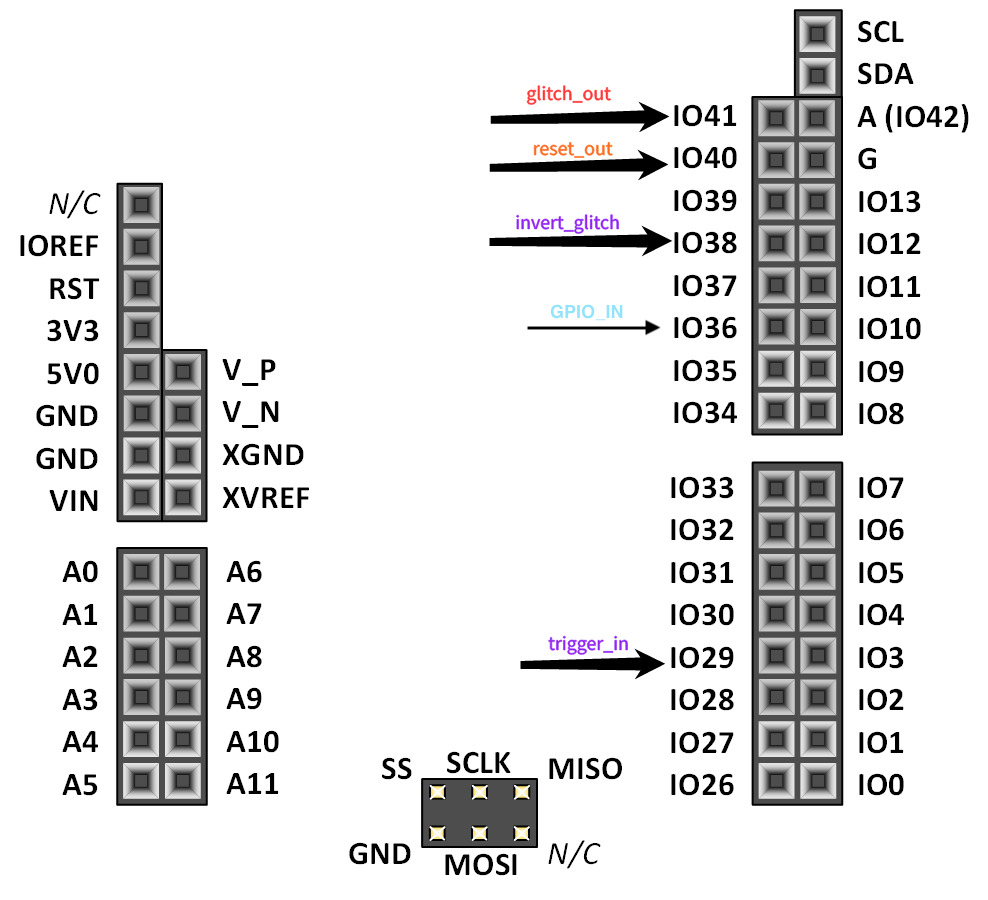 SCL
SDA
glitch_out
IO41
A (IO42)
reset_out
IO40
G
N/C
IO39
IO13
invert_glitch
IOREF
IO38
IO12
RST
IO37
IO11
GPIO_IN
3V3
IO36
IO10
5V0
V_P
IO35
IO9
GND
V_N
IO34
IO8
GND
XGND
VIN
XVREF
IO33
IO7
IO32
IO6
A0
A6
IO31
IO5
A1
A7
IO30
IO4
trigger_in
A2
A8
IO29
IO3
A3
A9
IO28
IO2
A4
A10
IO27
IO1
SS
SCLK
MISO
A5
A11
IO26
IO0
GND
MOSI
N/C